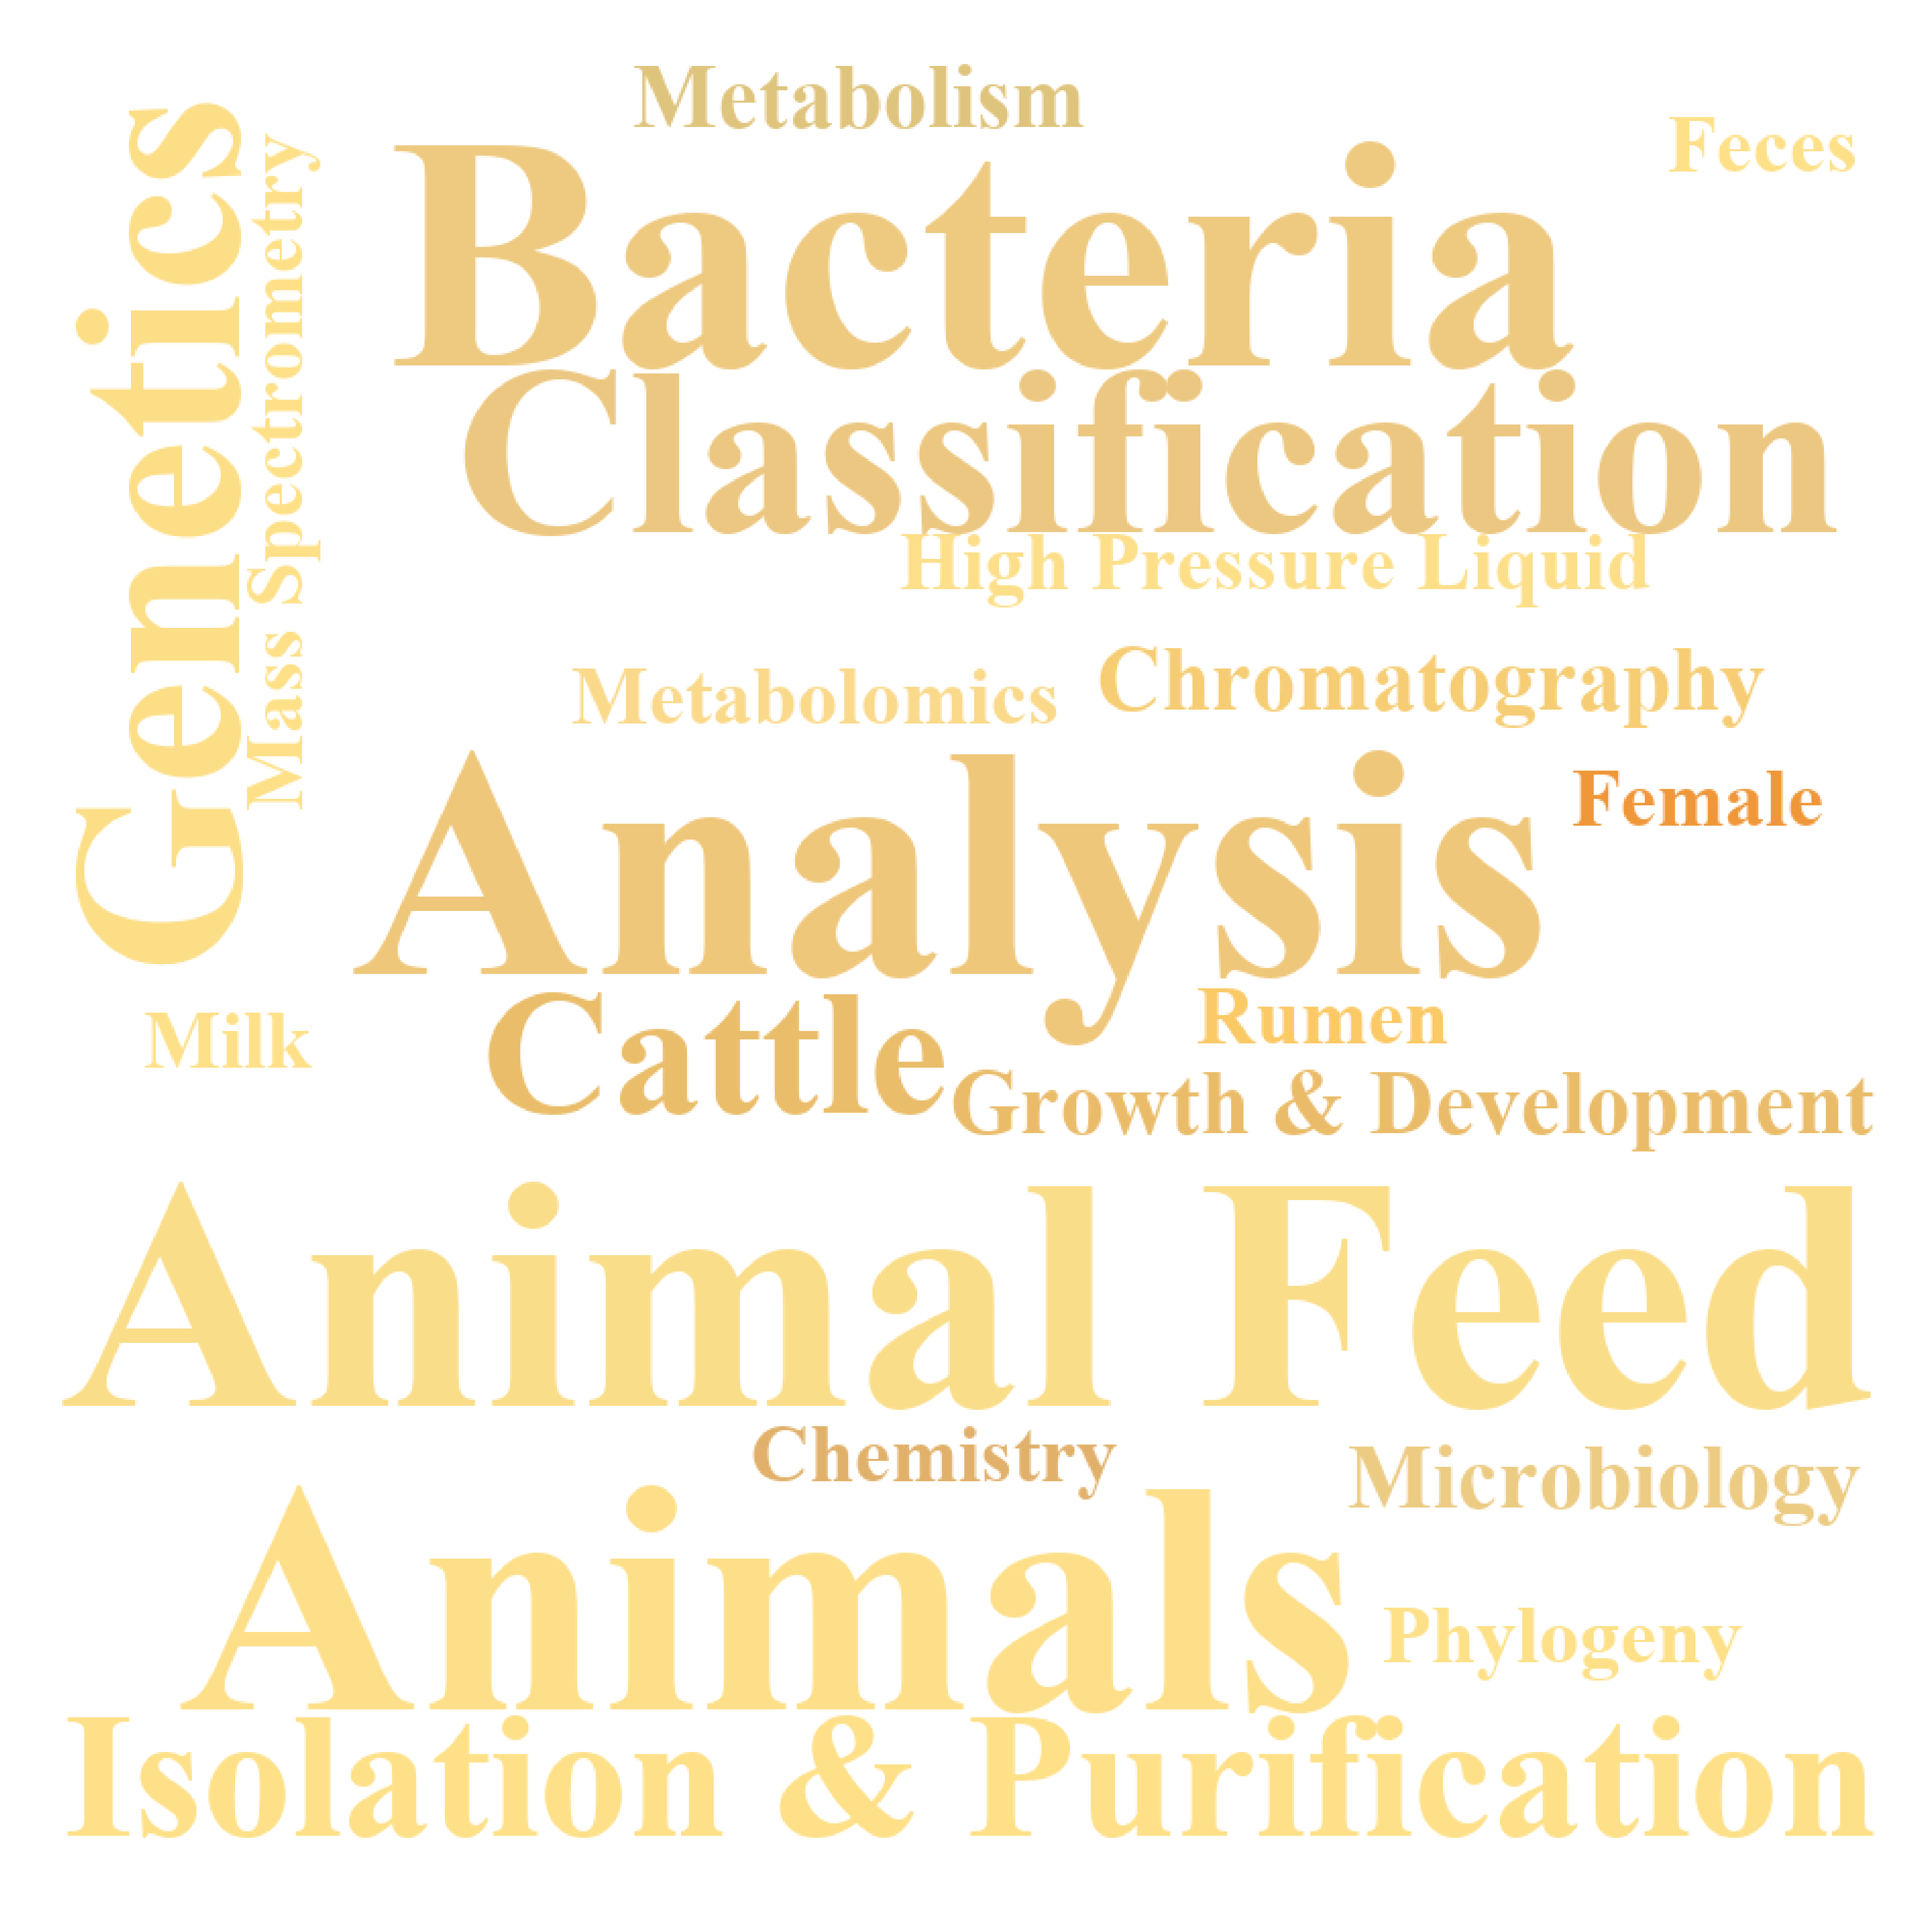 Metabolism
Feces
Bacteria
Genetics
Mass Spectrometry
Classification
High Pressure Liquid
Metabolomics
Chromatography
Analysis
Female
Milk
Cattle
Rumen
Growth & Development
Animal Feed
Chemistry
Microbiology
Animals
Phylogeny
Isolation & Purification